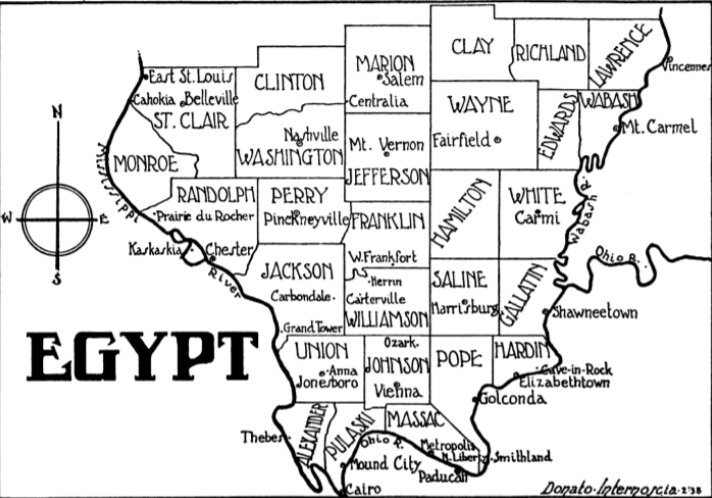 CLAY
RICHLAND
LAWRENCE
MARION
Salem
Centralia
Vincennes
East St. Louis
Cahokia
Belleville
ST. CLAIR
CLINTON
WAYNE
Fairfield
EDWARDS
WABASH
Mt. Carmel
N
W
E
S
Mississippi
River
MONROE
Nashville
WASHINGTON
Mt. Vernon
JEFFERSON
HAMILTON
WHITE
Carmi
Wabash R.
RANDOLPH
Prairie du Rocher
PERRY
Pinckneyville
FRANKLIN
W. Frankfort
Kaskaskia
Chester
Ohio R.
JACKSON
Carbondale
Grand Tower
Herrin
Carterville
WILLIAMSON
SALINE
Harrisburg
GALLATIN
Shawneetown
EGYPT
UNION
Anna
Jonesboro
Ozark
JOHNSON
Vienna
POPE
HARDIN
Cave-in-Rock
Elizabethtown
Golconda
Thebes
ALEXANDER
PULASKI
MASSAC
Ohio R.
Metropolis
N. Liberty
Smithland
Mound City
Paducah
Cairo
Donato-Internoscia-2'38